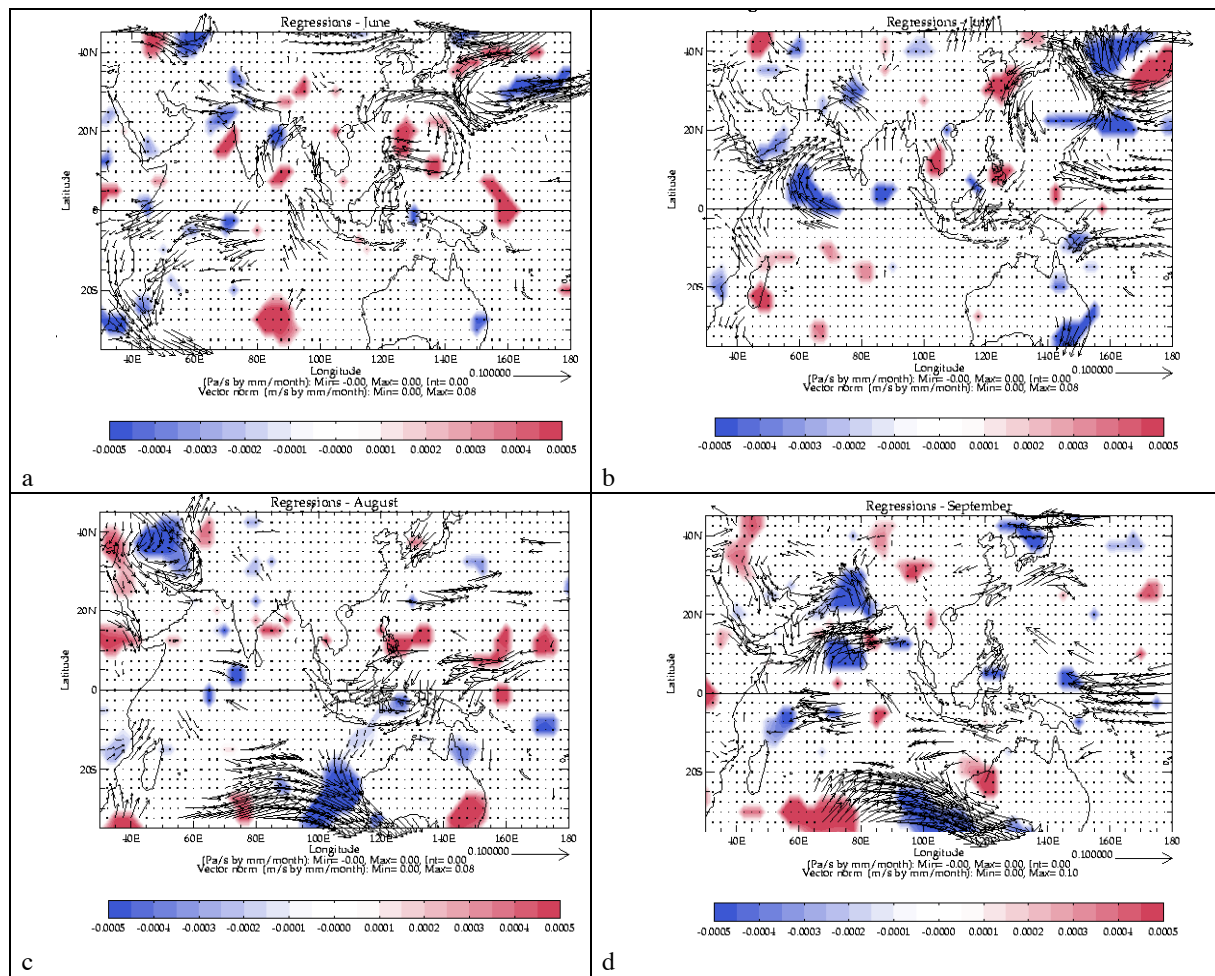 Regressions - June
40N
20N
Latitude
0
20S
40E 60E 80E 100E 120E 140E 160E 180
Longitude
0.100000
(Pa/s by mm/month): Min= -0.00, Max= 0.00, Int= 0.00
Vector norm (m/s by mm/month): Min= 0.00, Max= 0.08
-0.0005 -0.0004 -0.0003 -0.0002 -0.0001 0.0001 0.0002 0.0003 0.0004 0.0005
a
Regressions - July
40N
20N
Latitude
0
20S
40E 60E 80E 100E 120E 140E 160E 180
Longitude
0.100000
(Pa/s by mm/month): Min= -0.00, Max= 0.00, Int= 0.00
Vector norm (m/s by mm/month): Min= 0.00, Max= 0.08
-0.0005 -0.0004 -0.0003 -0.0002 -0.0001 0.0001 0.0002 0.0003 0.0004 0.0005
b
Regressions - August
40N
20N
Latitude
0
20S
40E 60E 80E 100E 120E 140E 160E 180
Longitude
0.100000
(Pa/s by mm/month): Min= -0.00, Max= 0.00, Int= 0.00
Vector norm (m/s by mm/month): Min= 0.00, Max= 0.08
-0.0005 -0.0004 -0.0003 -0.0002 -0.0001 0.0001 0.0002 0.0003 0.0004 0.0005
c
Regressions - September
40N
20N
Latitude
0
20S
40E 60E 80E 100E 120E 140E 160E 180
Longitude
0.100000
(Pa/s by mm/month): Min= -0.00, Max= 0.00, Int= 0.00
Vector norm (m/s by mm/month): Min= 0.00, Max= 0.10
-0.0005 -0.0004 -0.0003 -0.0002 -0.0001 0.0001 0.0002 0.0003 0.0004 0.0005
d